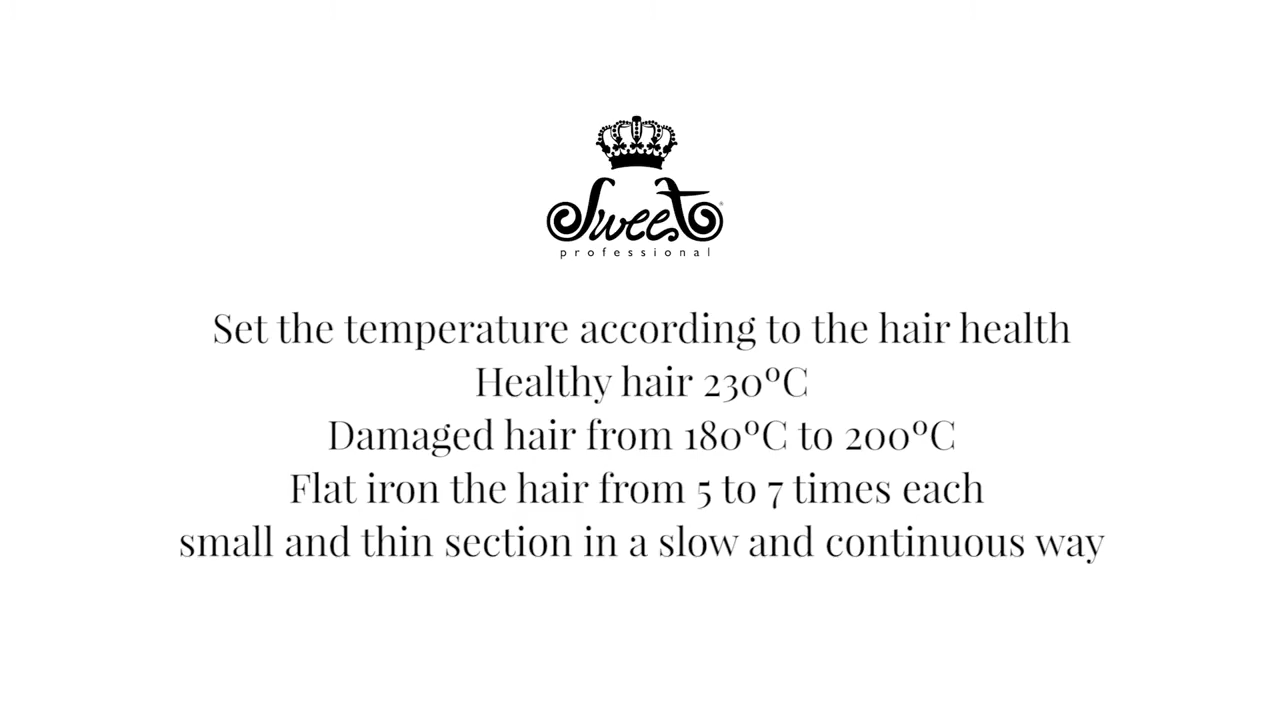 Sweet
professional
Set the temperature according to the hair health
Healthy hair 230ºC
Damaged hair from 180ºC to 200ºC
Flat iron the hair from 5 to 7 times each
small and thin section in a slow and continuous way